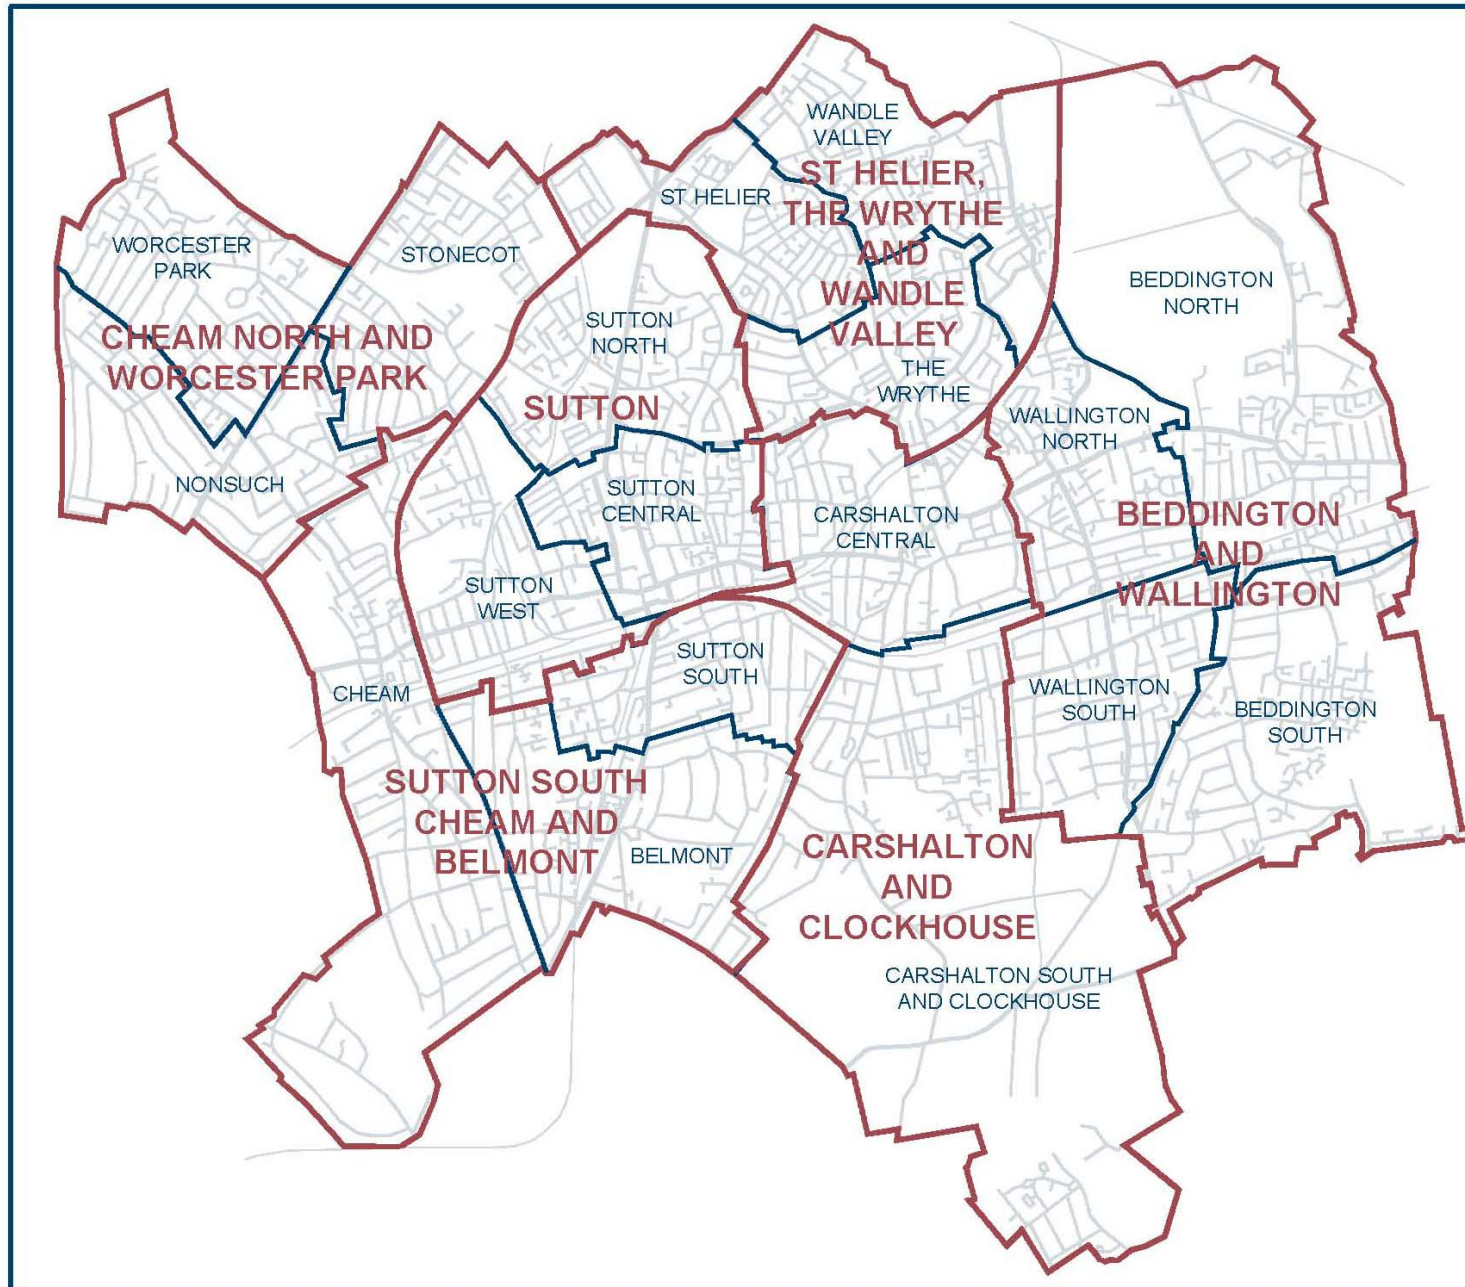 WANDLE
VALLEY
ST HELIER,
THE WRYTHE
AND
WANDLE
VALLEY
ST HELIER
WORCESTER
PARK
STONECOT
BEDDINGTON
NORTH
CHEAM NORTH AND
WORCESTER PARK
SUTTON
NORTH
THE
WRYTHE
SUTTON
WALLINGTON
NORTH
NONSUCH
SUTTON
CENTRAL
CARSHALTON
CENTRAL
BEDDINGTON
AND
WALLINGTON
SUTTON
WEST
SUTTON
SOUTH
CHEAM
WALLINGTON
SOUTH
BEDDINGTON
SOUTH
SUTTON SOUTH
CHEAM AND
BELMONT
BELMONT
CARSHALTON
AND
CLOCKHOUSE
CARSHALTON SOUTH
AND CLOCKHOUSE